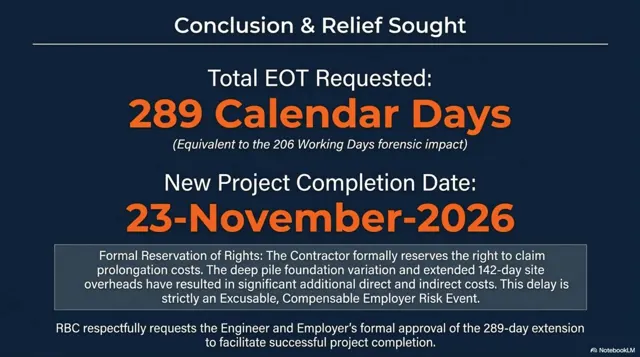 Conclusion & Relief Sought
Total EOT Requested:
289 Calendar Days
(Equivalent to the 206 Working Days forensic impact)
New Project Completion Date:
23-November-2026
Formal Reservation of Rights: The Contractor formally reserves the right to claim
prolongation costs. The deep pile foundation variation and extended 142-day site
overheads have resulted in significant additional direct and indirect costs. This delay is
strictly an Excusable, Compensable Employer Risk Event.
RBC respectfully requests the Engineer and Employer's formal approval of the 289-day extension
to facilitate successful project completion.
NotebookLM